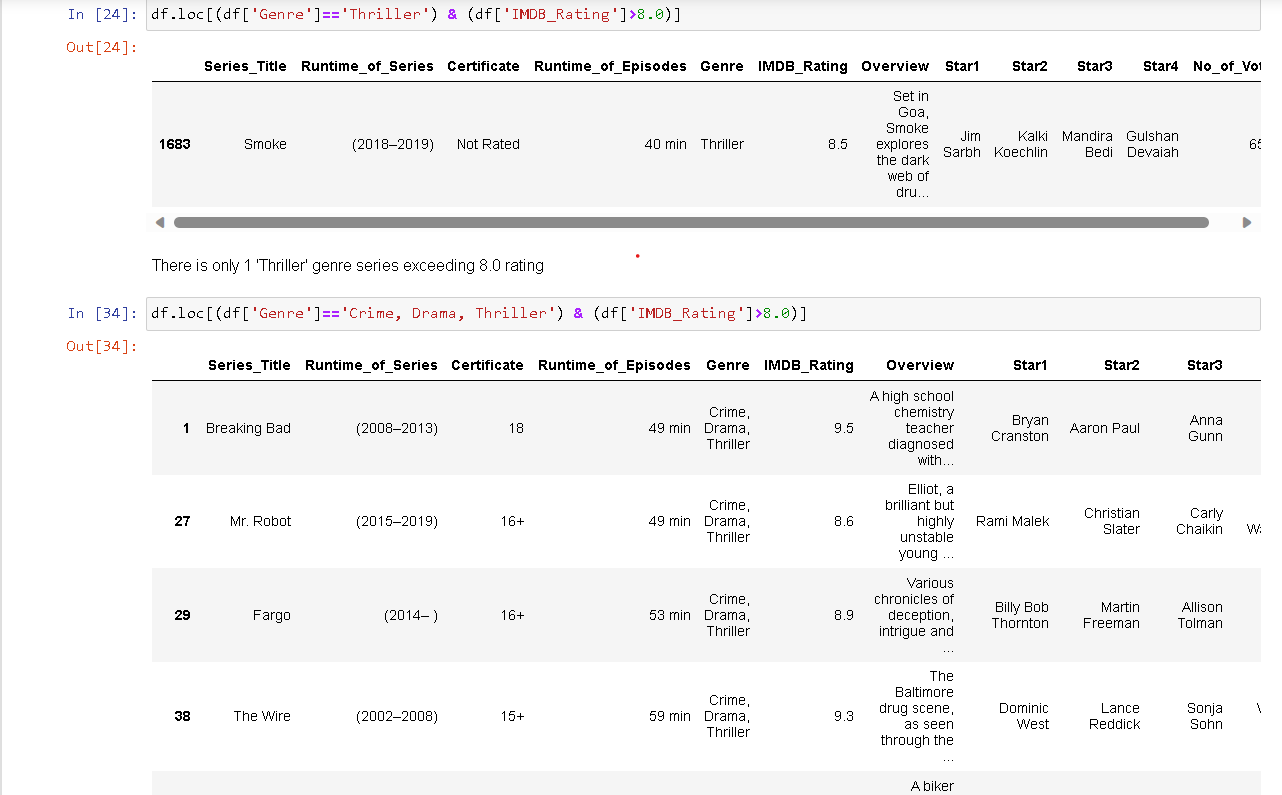 In [24]: df.loc[(df['Genre']=='Thriller') & (df['IMDB_Rating']>8.0)]
Out[24]:
Series_Title Runtime_of_Series Certificate Runtime_of_Episodes Genre IMDB_Rating Overview Star1 Star2 Star3 Star4
Set in
Goa,
Smoke
explores
the dark
web of
dru...
1683 Smoke (2018–2019) Not Rated 40 min Thriller 8.5
Jim
Sarbh
Kalki
Koechlin
Mandira
Bedi
Gulshan
Devaiah
There is only 1 'Thriller' genre series exceeding 8.0 rating
In [34]: df.loc[(df['Genre']=='Crime, Drama, Thriller') & (df['IMDB_Rating']>8.0)]
Out[34]:
Series_Title Runtime_of_Series Certificate Runtime_of_Episodes Genre IMDB_Rating Overview Star1 Star2 Star3
1 Breaking Bad (2008–2013) 18 49 min
Crime,
Drama,
Thriller
9.5
A high school
chemistry
teacher
diagnosed
with...
Bryan
Cranston
Aaron Paul
Anna
Gunn
27 Mr. Robot (2015–2019) 16+ 49 min
Crime,
Drama,
Thriller
8.6
Elliot, a
brilliant but
highly
unstable
young ...
Rami Malek
Christian
Slater
Carly
Chaikin
29 Fargo (2014– ) 16+ 53 min
Crime,
Drama,
Thriller
8.9
Various
chronicles of
deception,
intrigue and
...
Billy Bob
Thornton
Martin
Freeman
Allison
Tolman
38 The Wire (2002–2008) 15+ 59 min
Crime,
Drama,
Thriller
9.3
The
Baltimore
drug scene,
as seen
through the
...
Dominic
West
Lance
Reddick
Sonja
Sohn
A biker